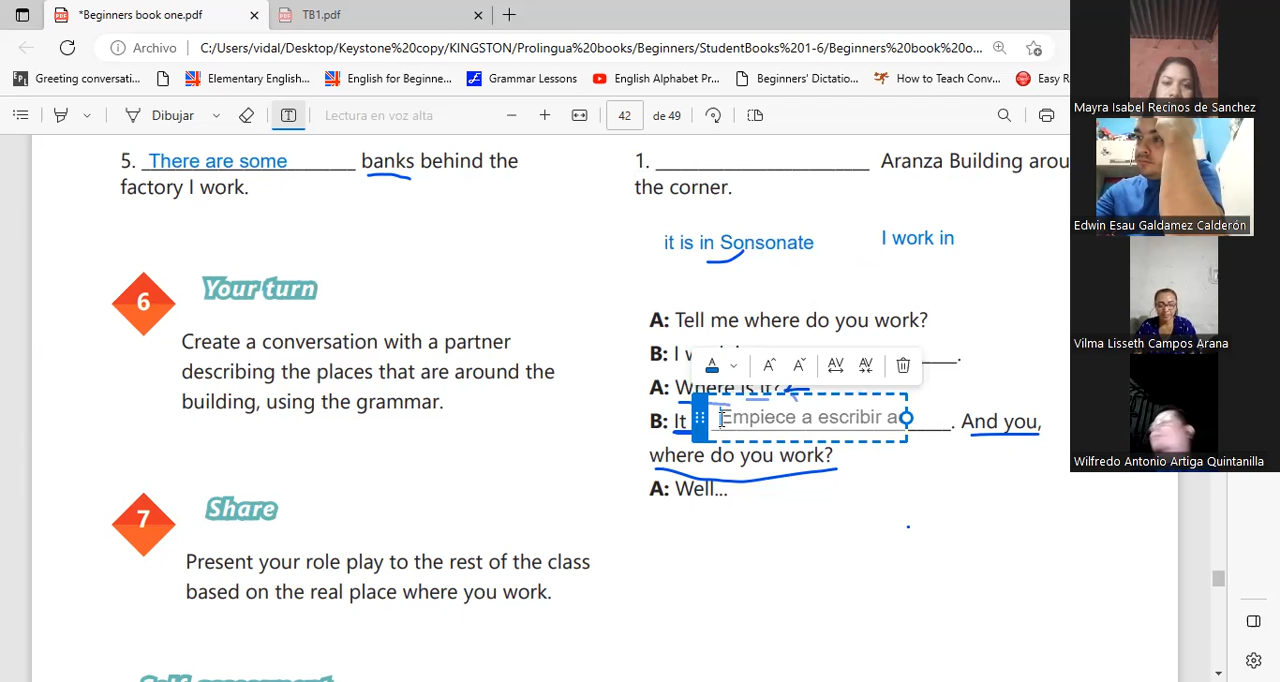 *Beginners book one.pdf
TB1.pdf
Archivo
C:/Users/vidal/Desktop/Keystone%20copy/KINGSTON/Prolingua%20books/Beginners/StudentBooks%201-6/Beginners%20book%20o...
Greeting conversati...
Elementary English...
English for Beginne...
Grammar Lessons
English Alphabet Pr...
Beginners' Dictatio...
How to Teach Conv...
Easy R
Dibujar
Lectura en voz alta
42
de 49
5. There are some banks behind the
factory I work.
6
Your turn
Create a conversation with a partner
describing the places that are around the
building, using the grammar.
7
Share
Present your role play to the rest of the class
based on the real place where you work.
1. ____________________ Aranza Building arou
the corner.
it is in Sonsonate
I work in
A: Tell me where do you work?
B: I
A: Where is it?
B: It Empiece a escribir a ____. And you,
where do you work?
A: Well...
Mayra Isabel Recinos de Sanchez
Edwin Esau Galdamez Calderón
Vilma Lisseth Campos Arana
Wilfredo Antonio Artiga Quintanilla